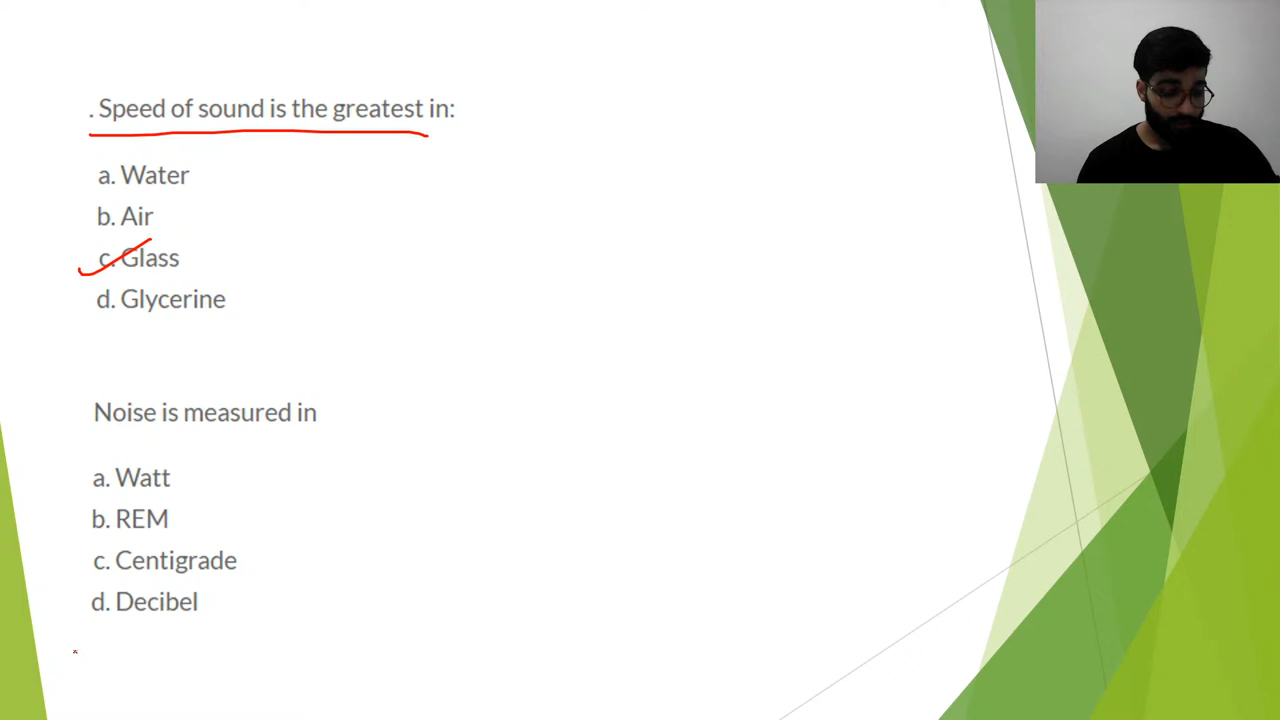 . Speed of sound is the greatest in:
a. Water
b. Air
c. Glass
d. Glycerine
Noise is measured in
a. Watt
b. REM
c. Centigrade
d. Decibel